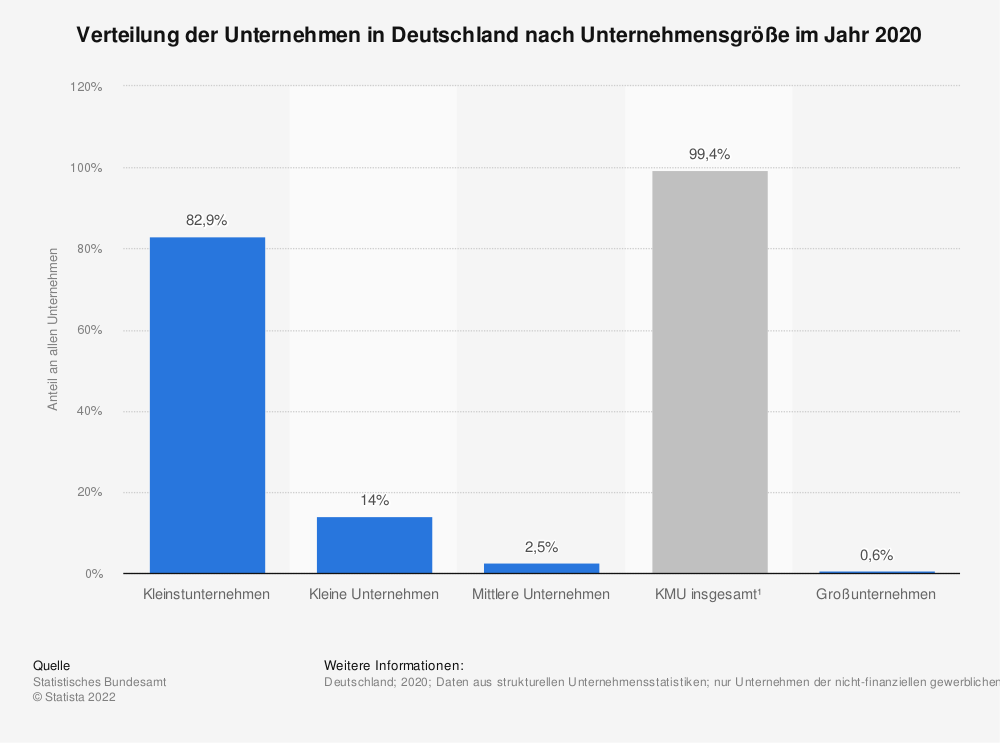 Verteilung der Unternehmen in Deutschland nach Unternehmensgröße im Jahr 2020
120%
100%
80%
60%
40%
20%
0%
Anteil an allen Unternehmen
82,9%
14%
2,5%
99,4%
0,6%
Kleinstunternehmen
Kleine Unternehmen
Mittlere Unternehmen
KMU insgesamt¹
Großunternehmen
Quelle
Statistisches Bundesamt
© Statista 2022
Weitere Informationen:
Deutschland; 2020; Daten aus strukturellen Unternehmensstatistiken; nur Unternehmen der nicht-finanziellen gewerblichen